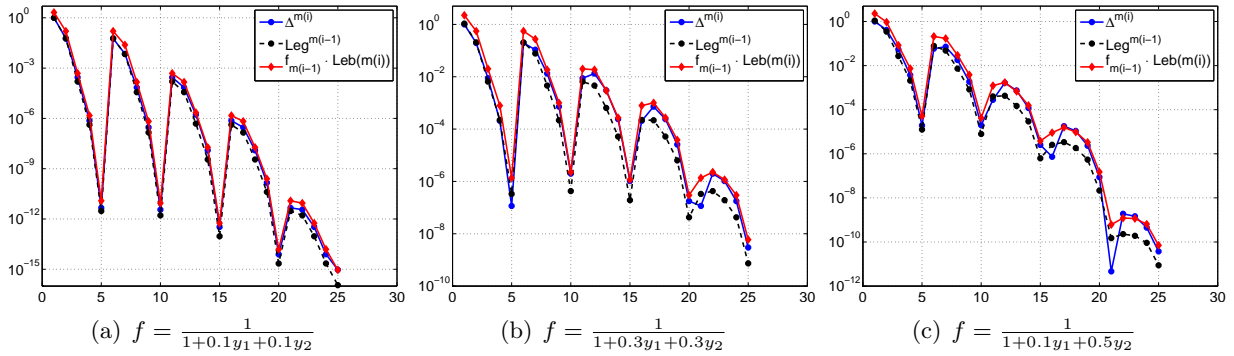 10^0
10^{-3}
10^{-6}
10^{-9}
10^{-12}
10^{-15}
0 5 10 15 20 25 30
Δ^{m(i)}
Leg^{m(i−1)}
f_{m(i−1)} · Leb(m(i))
(a) f = \frac{1}{1+0.1y_1+0.1y_2}
10^0
10^{-2}
10^{-4}
10^{-6}
10^{-8}
10^{-10}
0 5 10 15 20 25 30
Δ^{m(i)}
Leg^{m(i−1)}
f_{m(i−1)} · Leb(m(i))
(b) f = \frac{1}{1+0.3y_1+0.3y_2}
10^0
10^{-2}
10^{-4}
10^{-6}
10^{-8}
10^{-10}
10^{-12}
0 5 10 15 20 25 30
Δ^{m(i)}
Leg^{m(i−1)}
f_{m(i−1)} · Leb(m(i))
(c) f = \frac{1}{1+0.1y_1+0.5y_2}